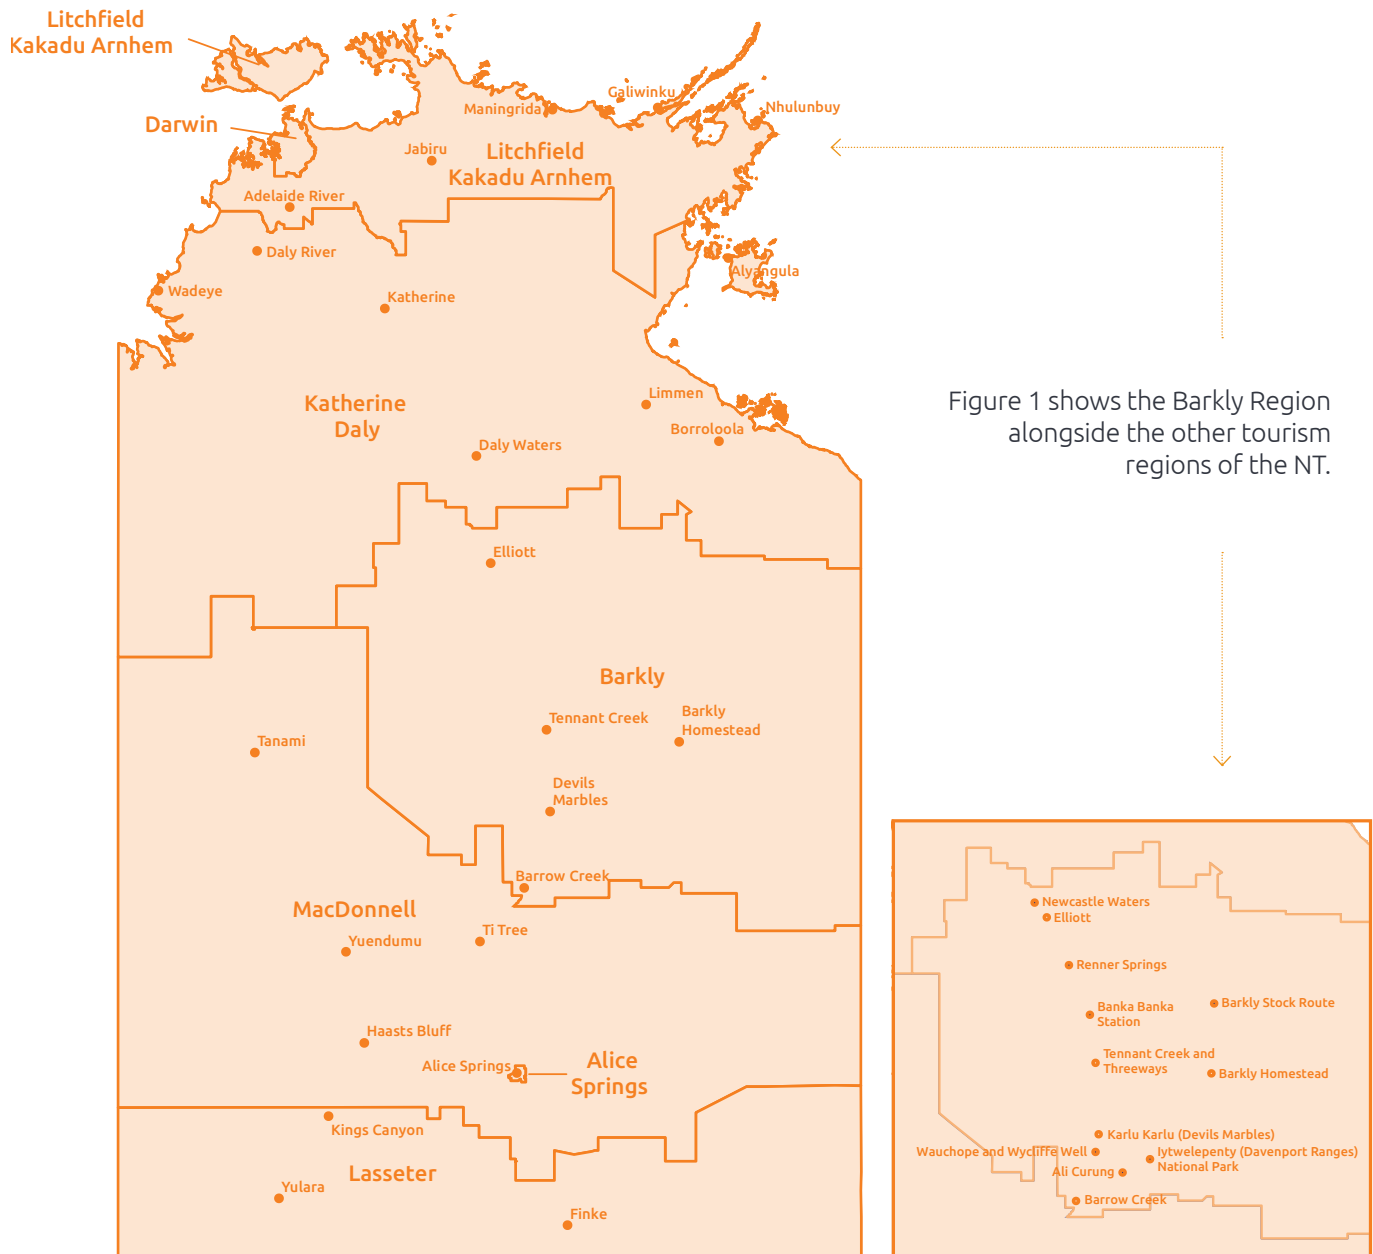 Litchfield
Kakadu Arnhem
Darwin
Maningrida
Galiwinku
Nhulunbuy
Jabiru
Litchfield
Kakadu Arnhem
Adelaide River
Daly River
Wadeye
Katherine
Alyangula
Katherine
Daly
Limmen
Borroloola
Daly Waters
Figure 1 shows the Barkly Region
alongside the other tourism
regions of the NT.
Elliott
Barkly
Tennant Creek
Barkly
Homestead
Tanami
Devils
Marbles
Barrow Creek
MacDonnell
Yuendumu
Ti Tree
Haasts Bluff
Alice Springs
Alice
Springs
Kings Canyon
Lasseter
Yulara
Finke
Newcastle Waters
Elliott
Renner Springs
Banka Banka
Station
Barkly Stock Route
Tennant Creek and
Threeways
Barkly Homestead
Karlu Karlu (Devils Marbles)
Wauchope and Wycliffe Well
Iytwelepenty (Davenport Ranges)
National Park
Ali Curung
Barrow Creek